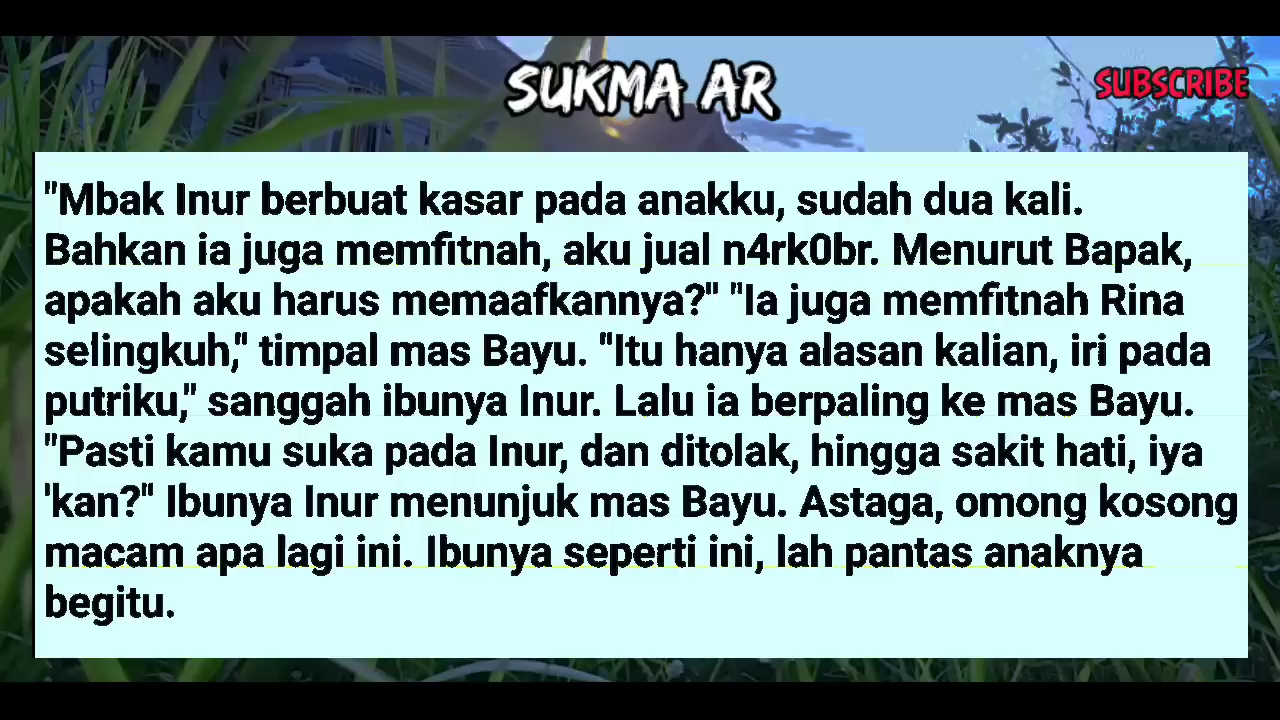 SUKMA AR
SUBSCRIBE
"Mbak Inur berbuat kasar pada anakku, sudah dua kali.
Bahkan ia juga memfitnah, aku jual n4rk0br. Menurut Bapak,
apakah aku harus memaafkannya?" "Ia juga memfitnah Rina
selingkuh," timpal mas Bayu. "Itu hanya alasan kalian, iri pada
putriku," sanggah ibunya Inur. Lalu ia berpaling ke mas Bayu.
"Pasti kamu suka pada Inur, dan ditolak, hingga sakit hati, iya
'kan?" Ibunya Inur menunjuk mas Bayu. Astaga, omong kosong
macam apa lagi ini. Ibunya seperti ini, lah pantas anaknya
begitu.